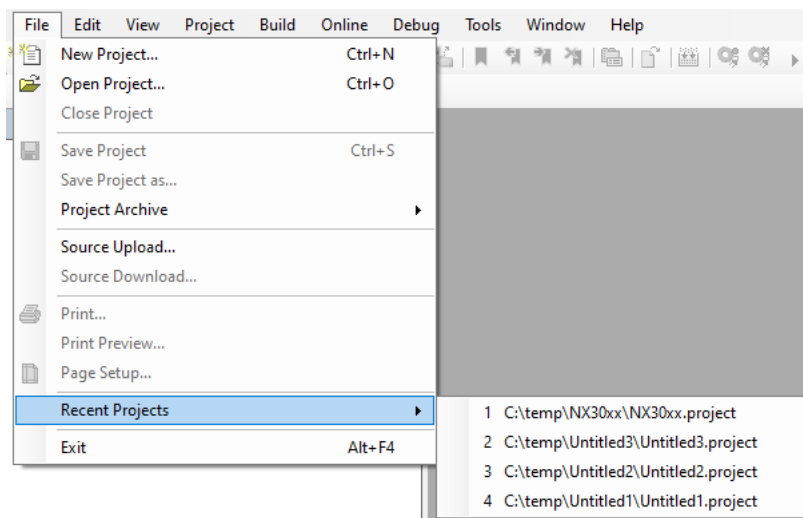 File Edit View Project Build Online Debug Tools Window Help
New Project... Ctrl+N
Open Project... Ctrl+O
Close Project
Save Project Ctrl+S
Save Project as...
Project Archive
Source Upload...
Source Download...
Print...
Print Preview...
Page Setup...
Recent Projects
1 C:\temp\NX30xx\NX30xx.project
Exit Alt+F4
2 C:\temp\Untitled3\Untitled3.project
3 C:\temp\Untitled2\Untitled2.project
4 C:\temp\Untitled1\Untitled1.project